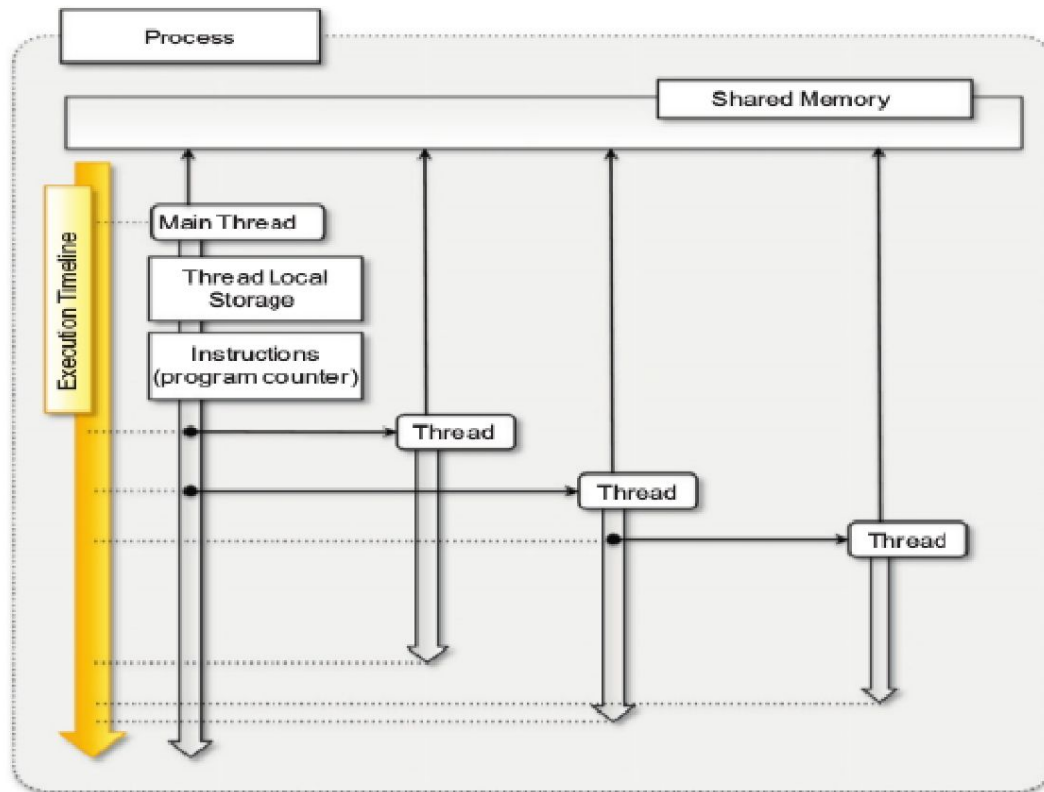 Process
Shared Memory
Execution Timeline
Main Thread
Thread Local
Storage
Instructions
(program counter)
Thread
Thread
Thread